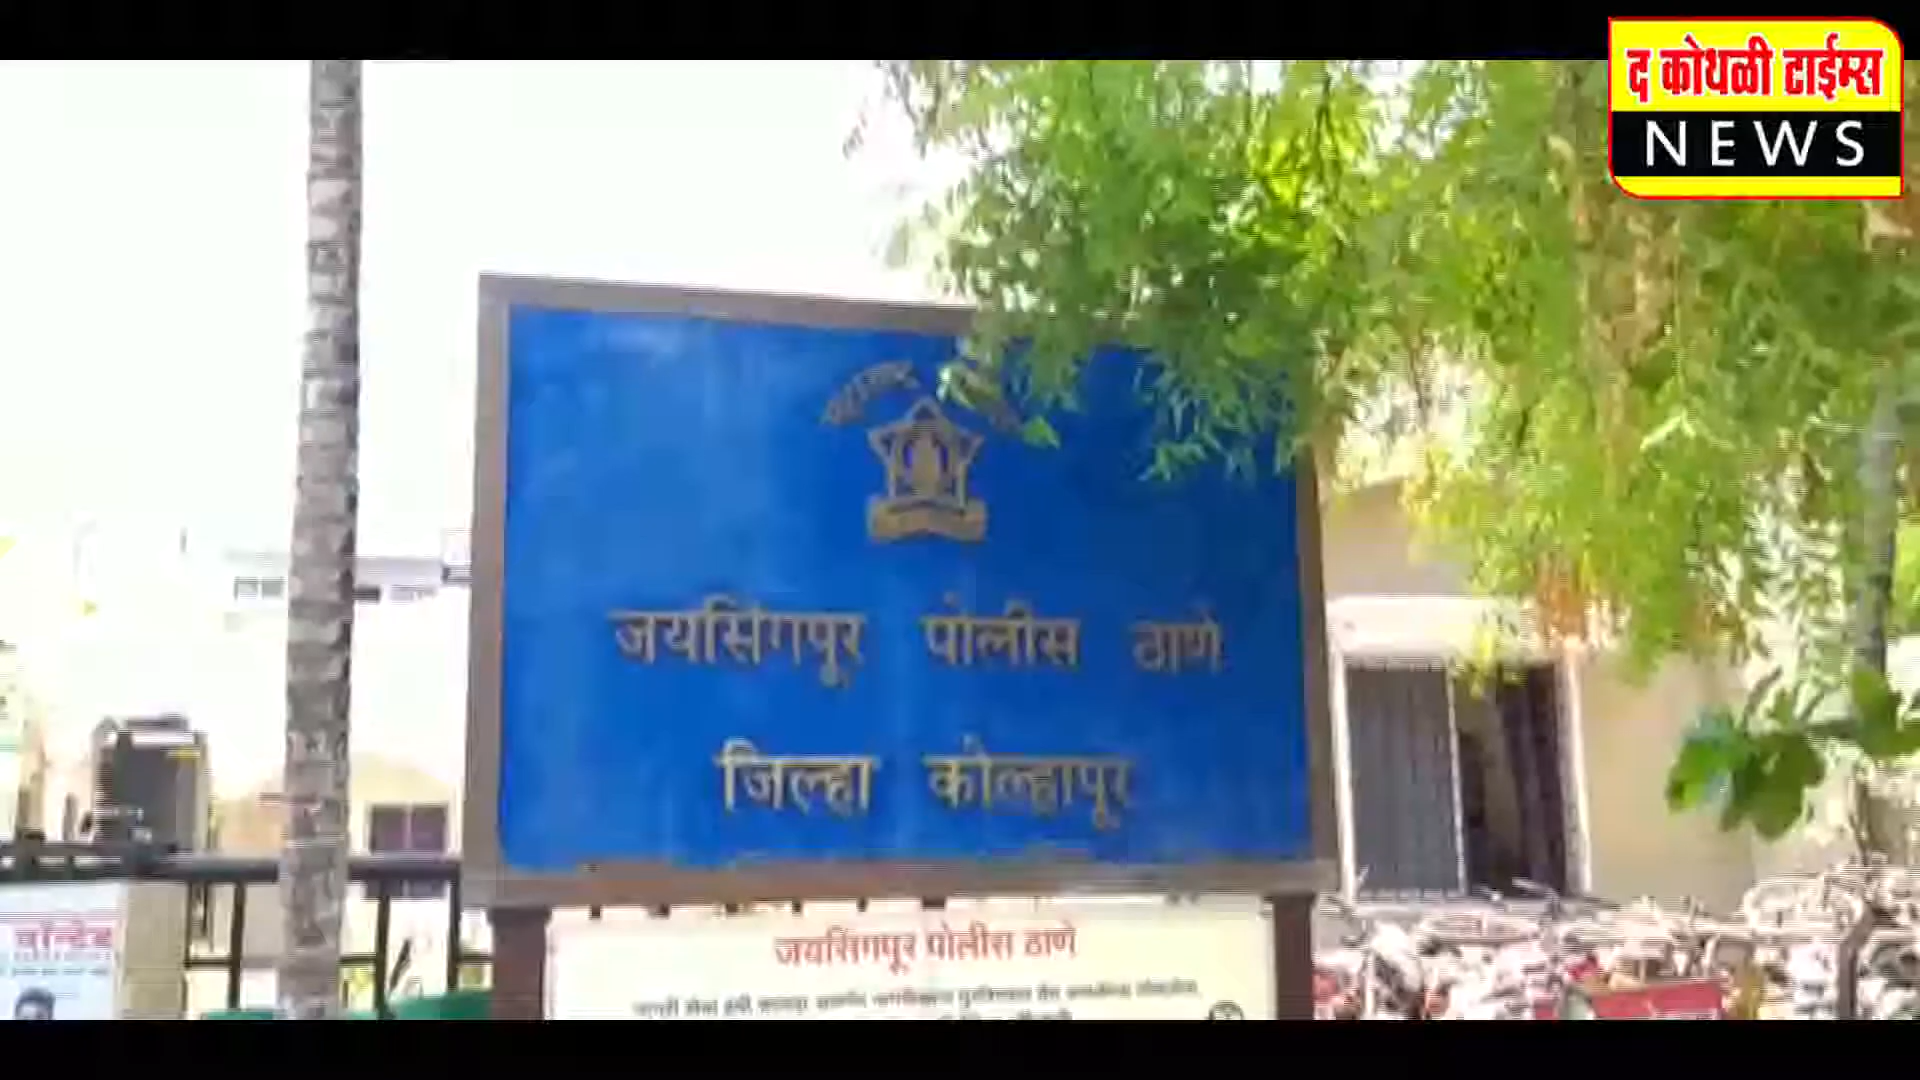 द कोथळी टाईम्स
NEWS
जयसिंगपूर पोलीस ठाणे
जिल्हा कोल्हापूर
जयसिंगपूर पोलीस ठाणे